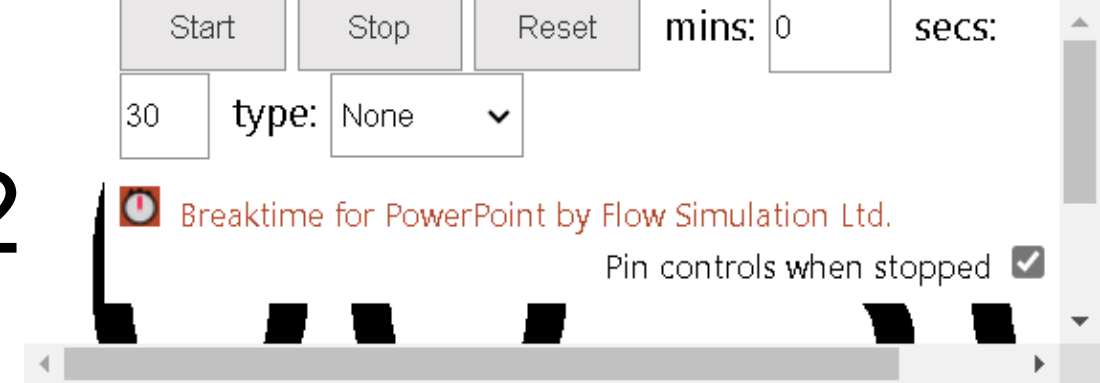 Start Stop Reset mins: 0 secs:
30 type: None
2
Breaktime for PowerPoint by Flow Simulation Ltd.
Pin controls when stopped